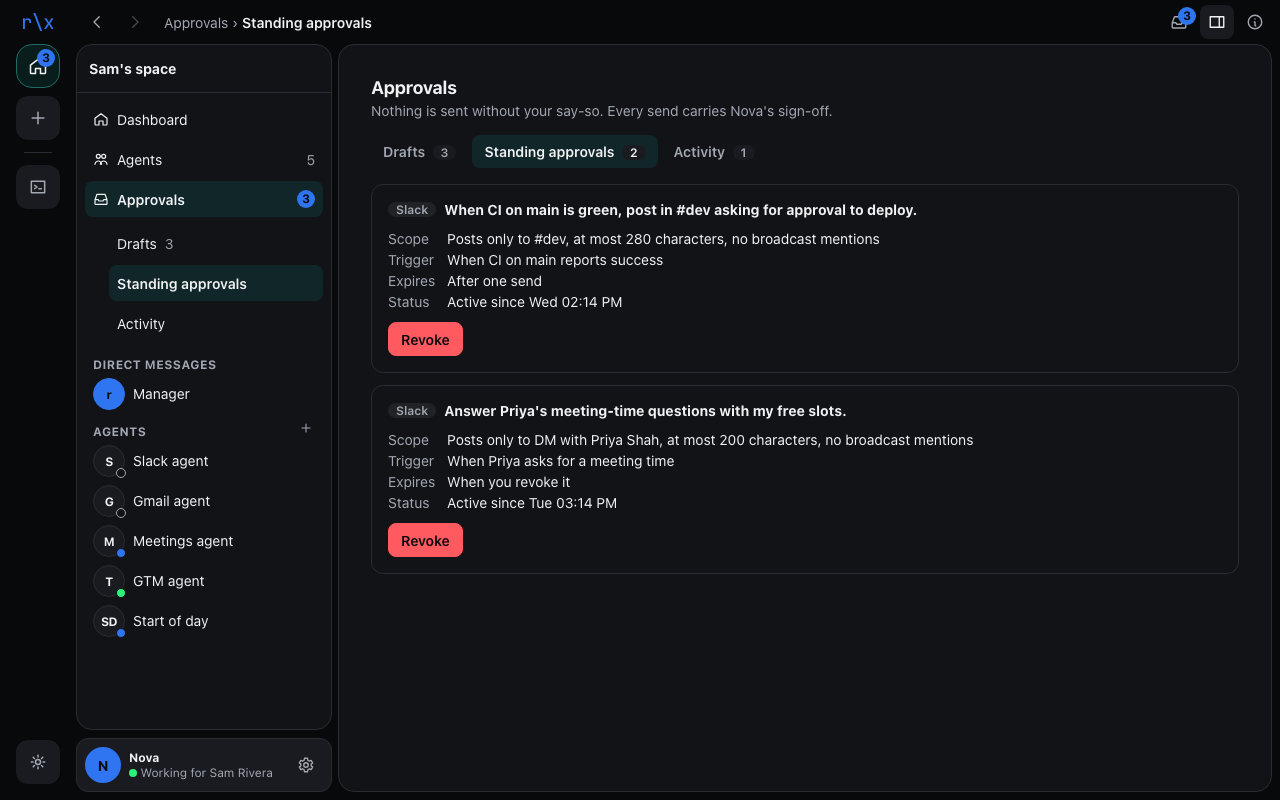 r\x
Approvals › Standing approvals
3
3
Sam's space
Dashboard
Agents 5
Approvals 3
Drafts 3
Standing approvals
Activity
DIRECT MESSAGES
r Manager
AGENTS
S Slack agent
G Gmail agent
M Meetings agent
T GTM agent
SD Start of day
N Nova
Working for Sam Rivera
Approvals
Nothing is sent without your say-so. Every send carries Nova's sign-off.
Drafts 3 Standing approvals 2 Activity 1
Slack When CI on main is green, post in #dev asking for approval to deploy.
Scope Posts only to #dev, at most 280 characters, no broadcast mentions
Trigger When CI on main reports success
Expires After one send
Status Active since Wed 02:14 PM
Revoke
Slack Answer Priya's meeting-time questions with my free slots.
Scope Posts only to DM with Priya Shah, at most 200 characters, no broadcast mentions
Trigger When Priya asks for a meeting time
Expires When you revoke it
Status Active since Tue 03:14 PM
Revoke